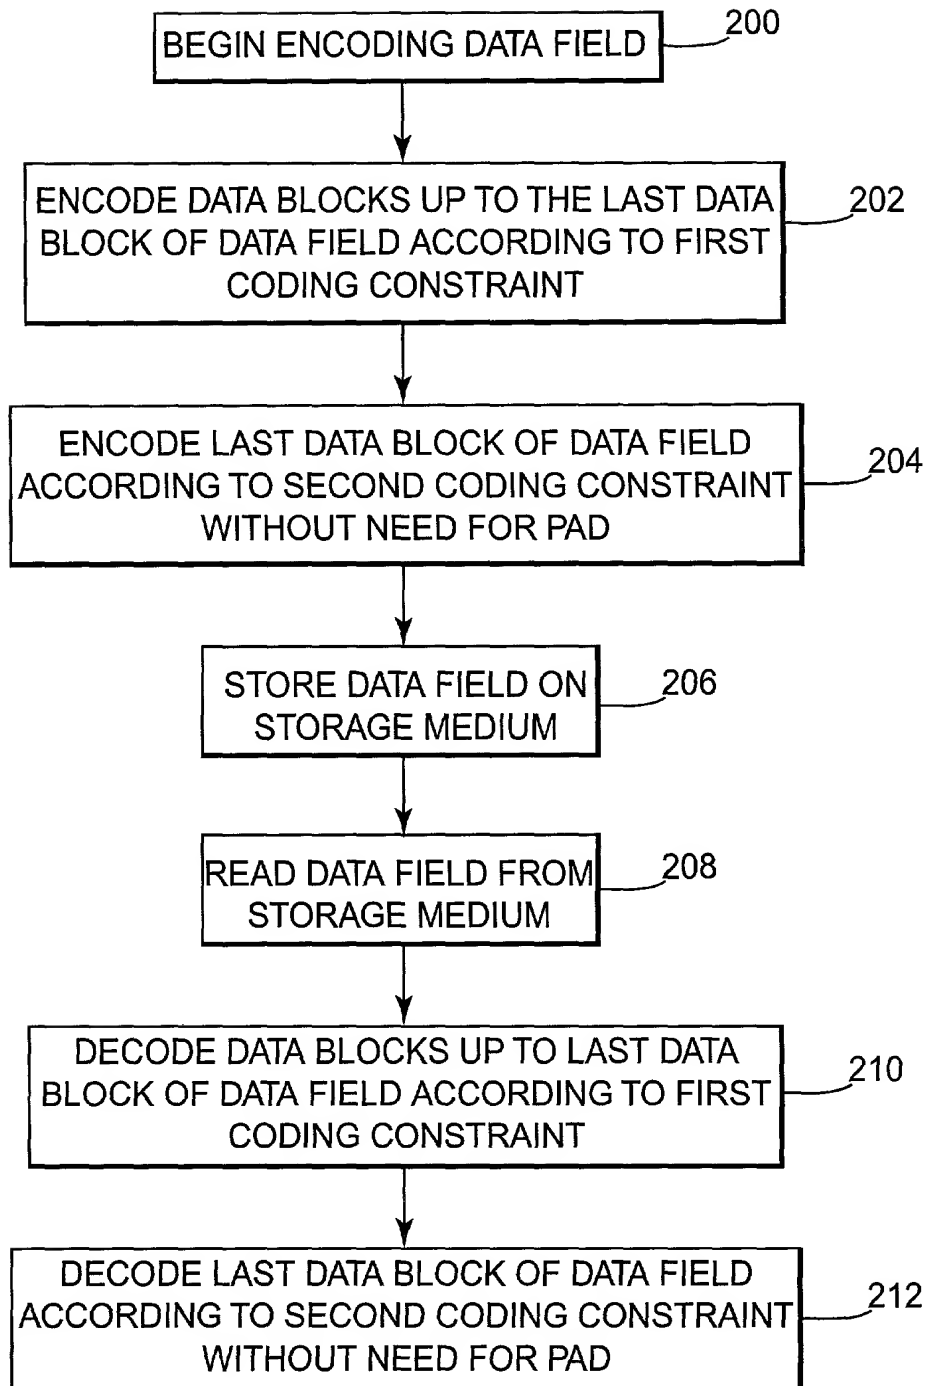 BEGIN ENCODING DATA FIELD
200
ENCODE DATA BLOCKS UP TO THE LAST DATA
BLOCK OF DATA FIELD ACCORDING TO FIRST
CODING CONSTRAINT
202
ENCODE LAST DATA BLOCK OF DATA FIELD
ACCORDING TO SECOND CODING CONSTRAINT
WITHOUT NEED FOR PAD
204
STORE DATA FIELD ON
STORAGE MEDIUM
206
READ DATA FIELD FROM
STORAGE MEDIUM
208
DECODE DATA BLOCKS UP TO LAST DATA
BLOCK OF DATA FIELD ACCORDING TO FIRST
CODING CONSTRAINT
210
DECODE LAST DATA BLOCK OF DATA FIELD
ACCORDING TO SECOND CODING CONSTRAINT
WITHOUT NEED FOR PAD
212